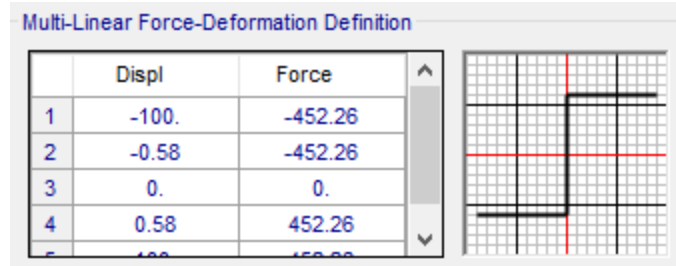 Multi-Linear Force-Deformation Definition
Displ Force
1 -100. -452.26
2 -0.58 -452.26
3 0. 0.
4 0.58 452.26